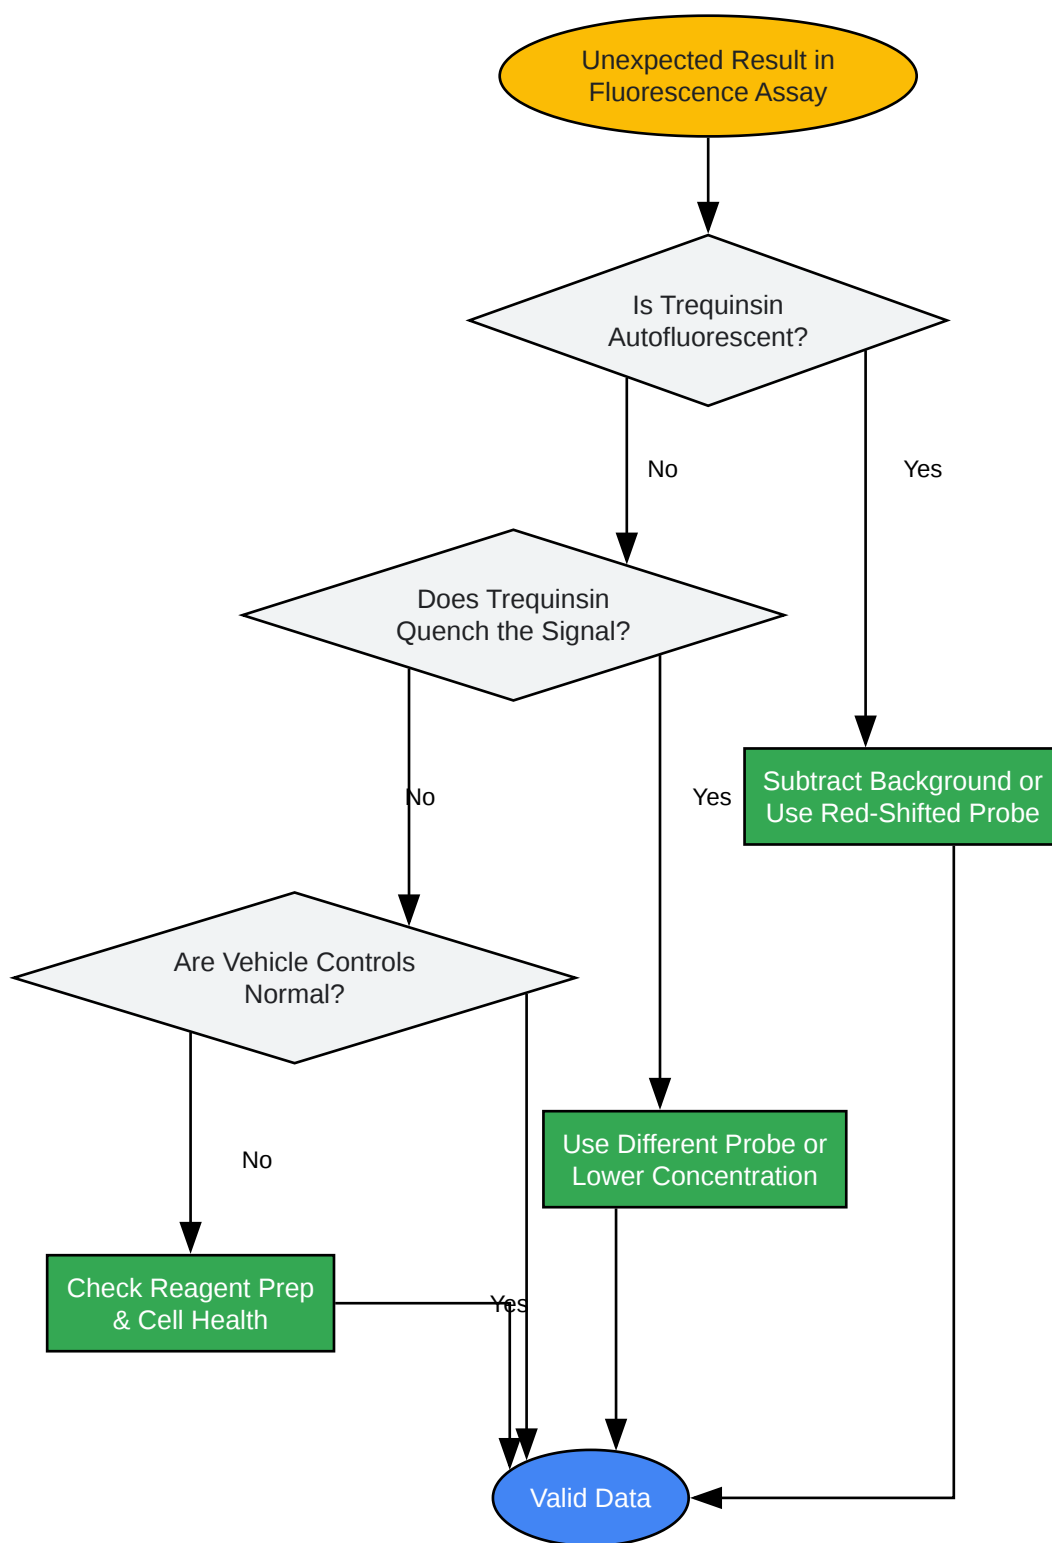 Unexpected Result in
Fluorescence Assay
Is Trequinsin
Autofluorescent?
No
Yes
Does Trequinsin
Quench the Signal?
Subtract Background or
Use Red-Shifted Probe
No
Yes
Are Vehicle Controls
Normal?
Use Different Probe or
Lower Concentration
No
Check Reagent Prep
& Cell Health
Yes
Valid Data